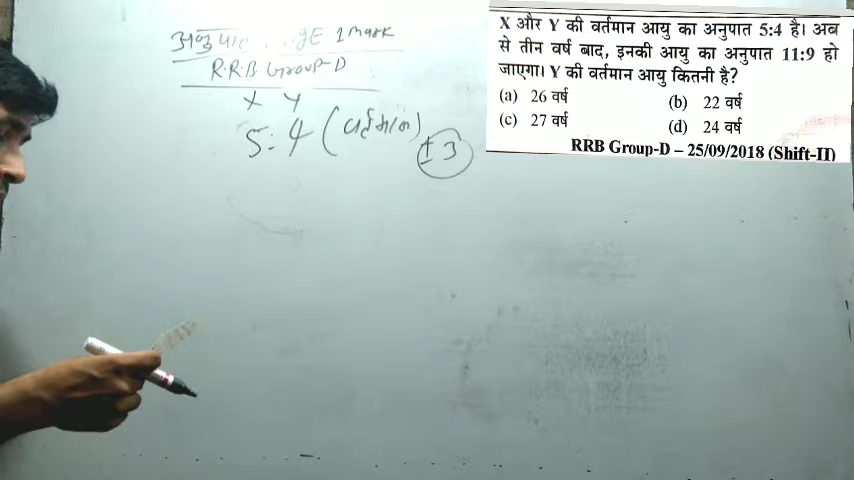 अनुपात AgE 1 Mark
R.R.B GrouP-D
X Y
5:4 (वर्तमान)
± 3
X और Y की वर्तमान आयु का अनुपात 5:4 है। अब
से तीन वर्ष बाद, इनकी आयु का अनुपात 11:9 हो
जाएगा। Y की वर्तमान आयु कितनी है?
(a) 26 वर्ष (b) 22 वर्ष
(c) 27 वर्ष (d) 24 वर्ष
RRB Group-D – 25/09/2018 (Shift-II)